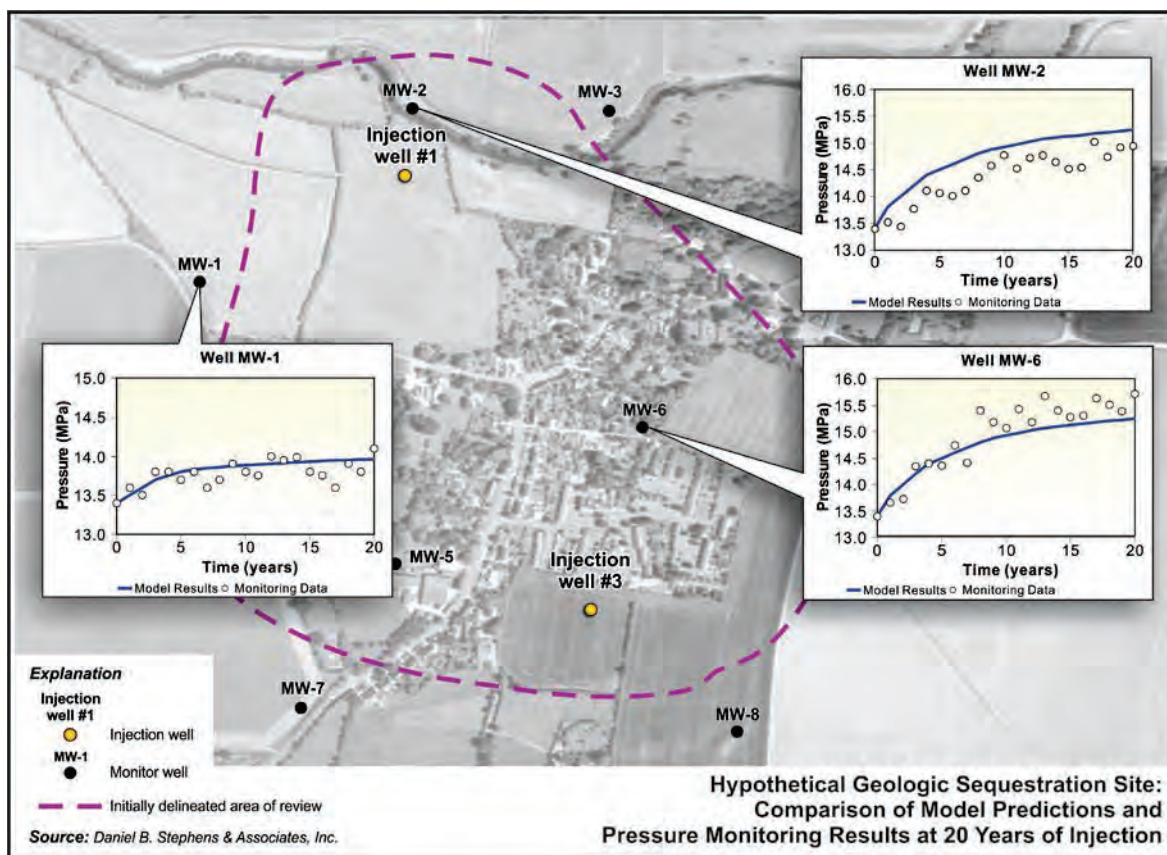 MW-2
MW-3
Injection
well #1
MW-1
MW-6
MW-5
Injection
well #3
MW-7
MW-8
Well MW-2
Pressure (MPa)
16.0
15.5
15.0
14.5
14.0
13.5
13.0
0 5 10 15 20
Time (years)
Model Results Monitoring Data
Well MW-1
Pressure (MPa)
15.0
14.5
14.0
13.5
13.0
0 5 10 15 20
Time (years)
Model Results Monitoring Data
Well MW-6
Pressure (MPa)
16.0
15.5
15.0
14.5
14.0
13.5
13.0
0 5 10 15 20
Time (years)
Model Results Monitoring Data
Explanation
Injection
well #1
Injection well
MW-1
Monitor well
Initially delineated area of review
Source: Daniel B. Stephens & Associates, Inc.
Hypothetical Geologic Sequestration Site:
Comparison of Model Predictions and
Pressure Monitoring Results at 20 Years of Injection